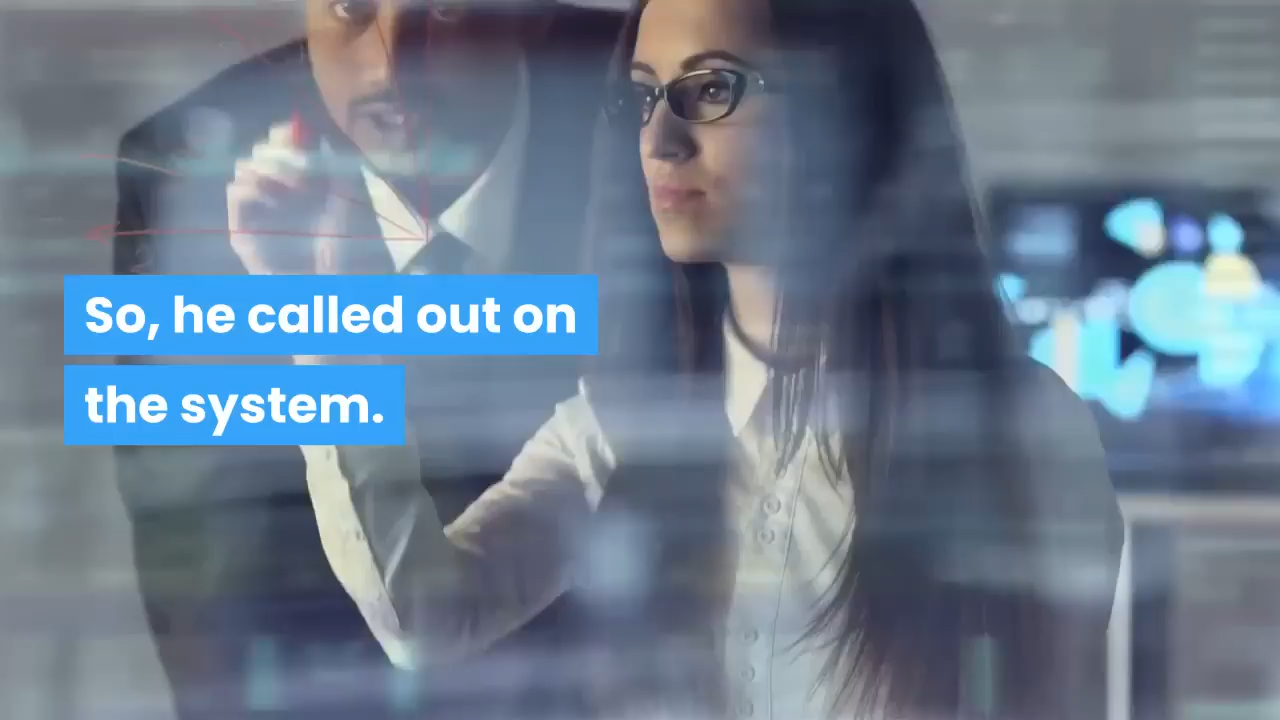 So, he called out on
the system.